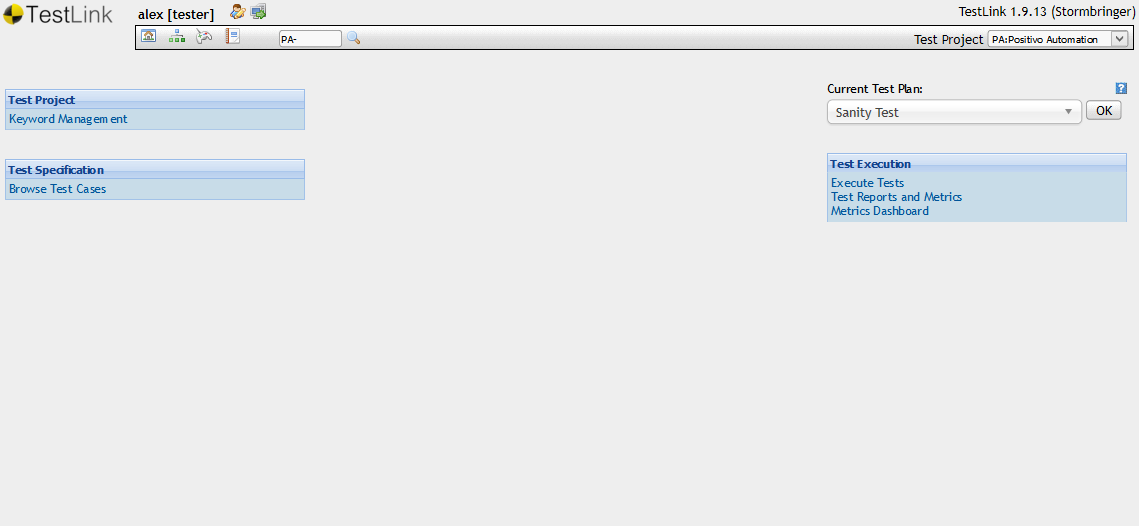 TestLink
alex [tester]
TestLink 1.9.13 (Stormbringer)
PA-
Test Project
PA:Positivo Automation
Test Project
Keyword Management
Test Specification
Browse Test Cases
Current Test Plan:
?
Sanity Test
OK
Test Execution
Execute Tests
Test Reports and Metrics
Metrics Dashboard